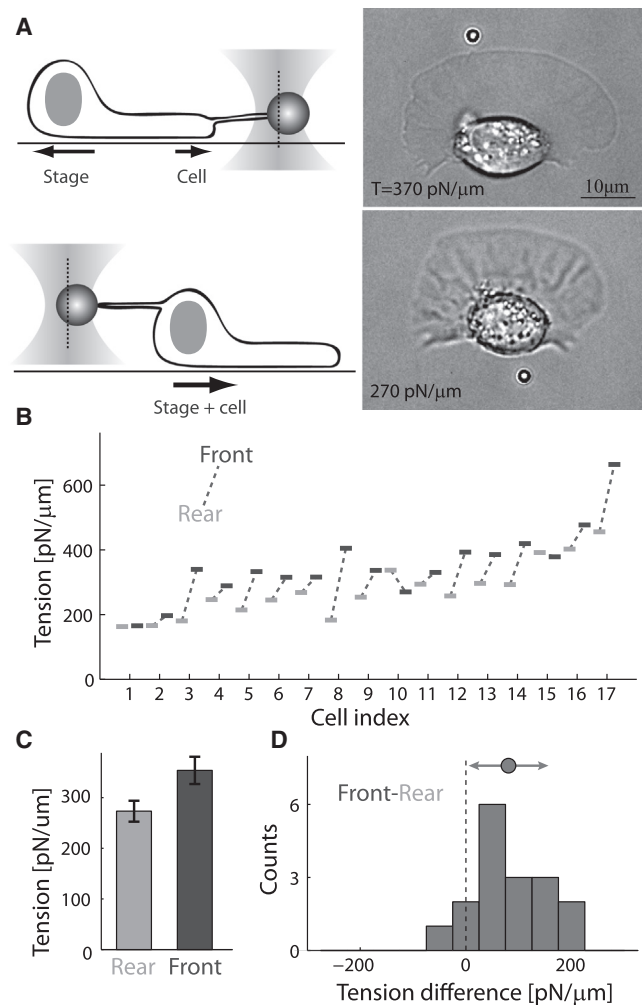 A
Stage
Cell
T=370 pN/μm
10μm
Stage + cell
270 pN/μm
B
Tension [pN/μm]
600
400
200
0
Front
Rear
1 2 3 4 5 6 7 8 9 10 11 12 13 14 15 16 17
Cell index
C
Tension [pN/um]
300
200
100
0
Rear Front
D
Front-Rear
Counts
6
3
0
−200 0 200
Tension difference [pN/μm]